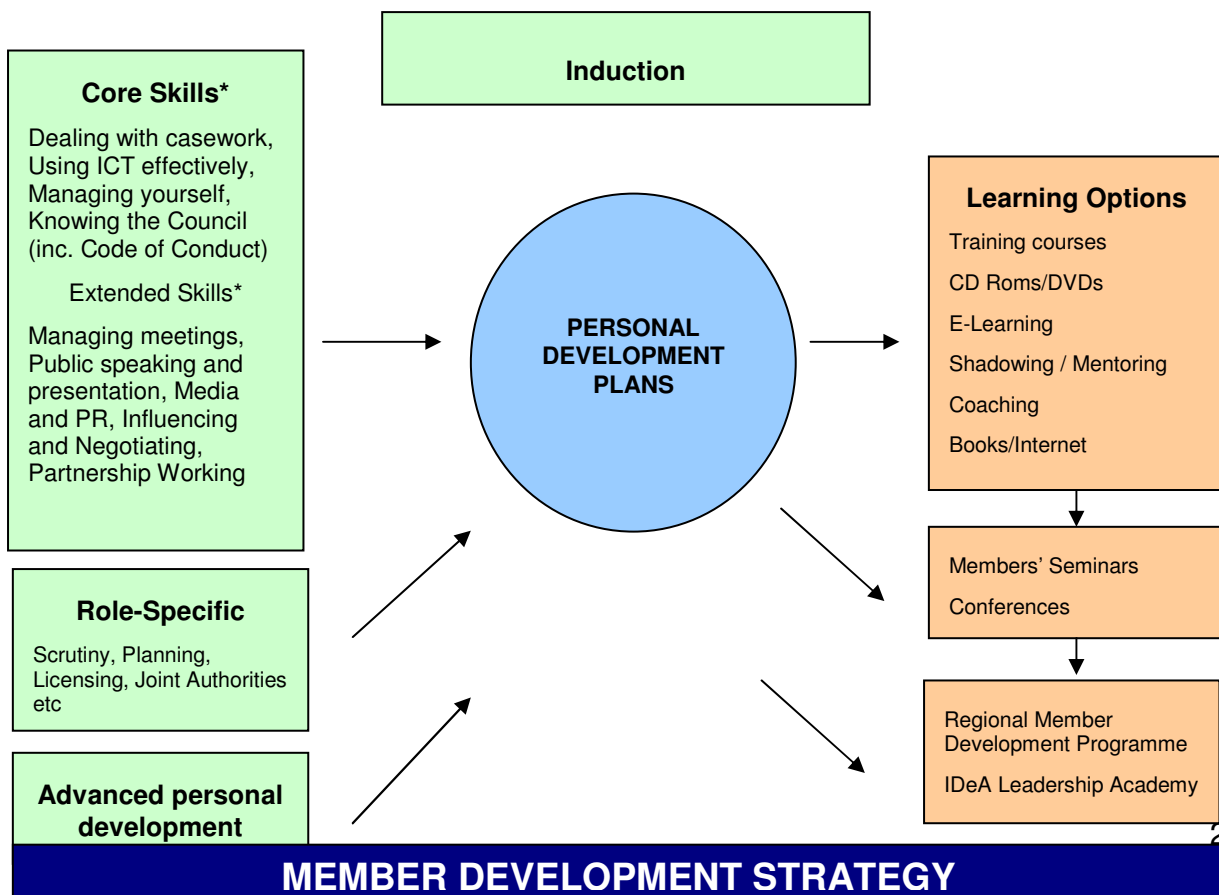 Induction
Core Skills*
Dealing with casework,
Using ICT effectively,
Managing yourself,
Knowing the Council
(inc. Code of Conduct)
Extended Skills*
Managing meetings,
Public speaking and
presentation, Media
and PR, Influencing
and Negotiating,
Partnership Working
Role-Specific
Scrutiny, Planning,
Licensing, Joint Authorities
etc
Advanced personal
development
PERSONAL
DEVELOPMENT
PLANS
Learning Options
Training courses
CD Roms/DVDs
E-Learning
Shadowing / Mentoring
Coaching
Books/Internet
Members’ Seminars
Conferences
Regional Member
Development Programme
IDeA Leadership Academy
MEMBER DEVELOPMENT STRATEGY